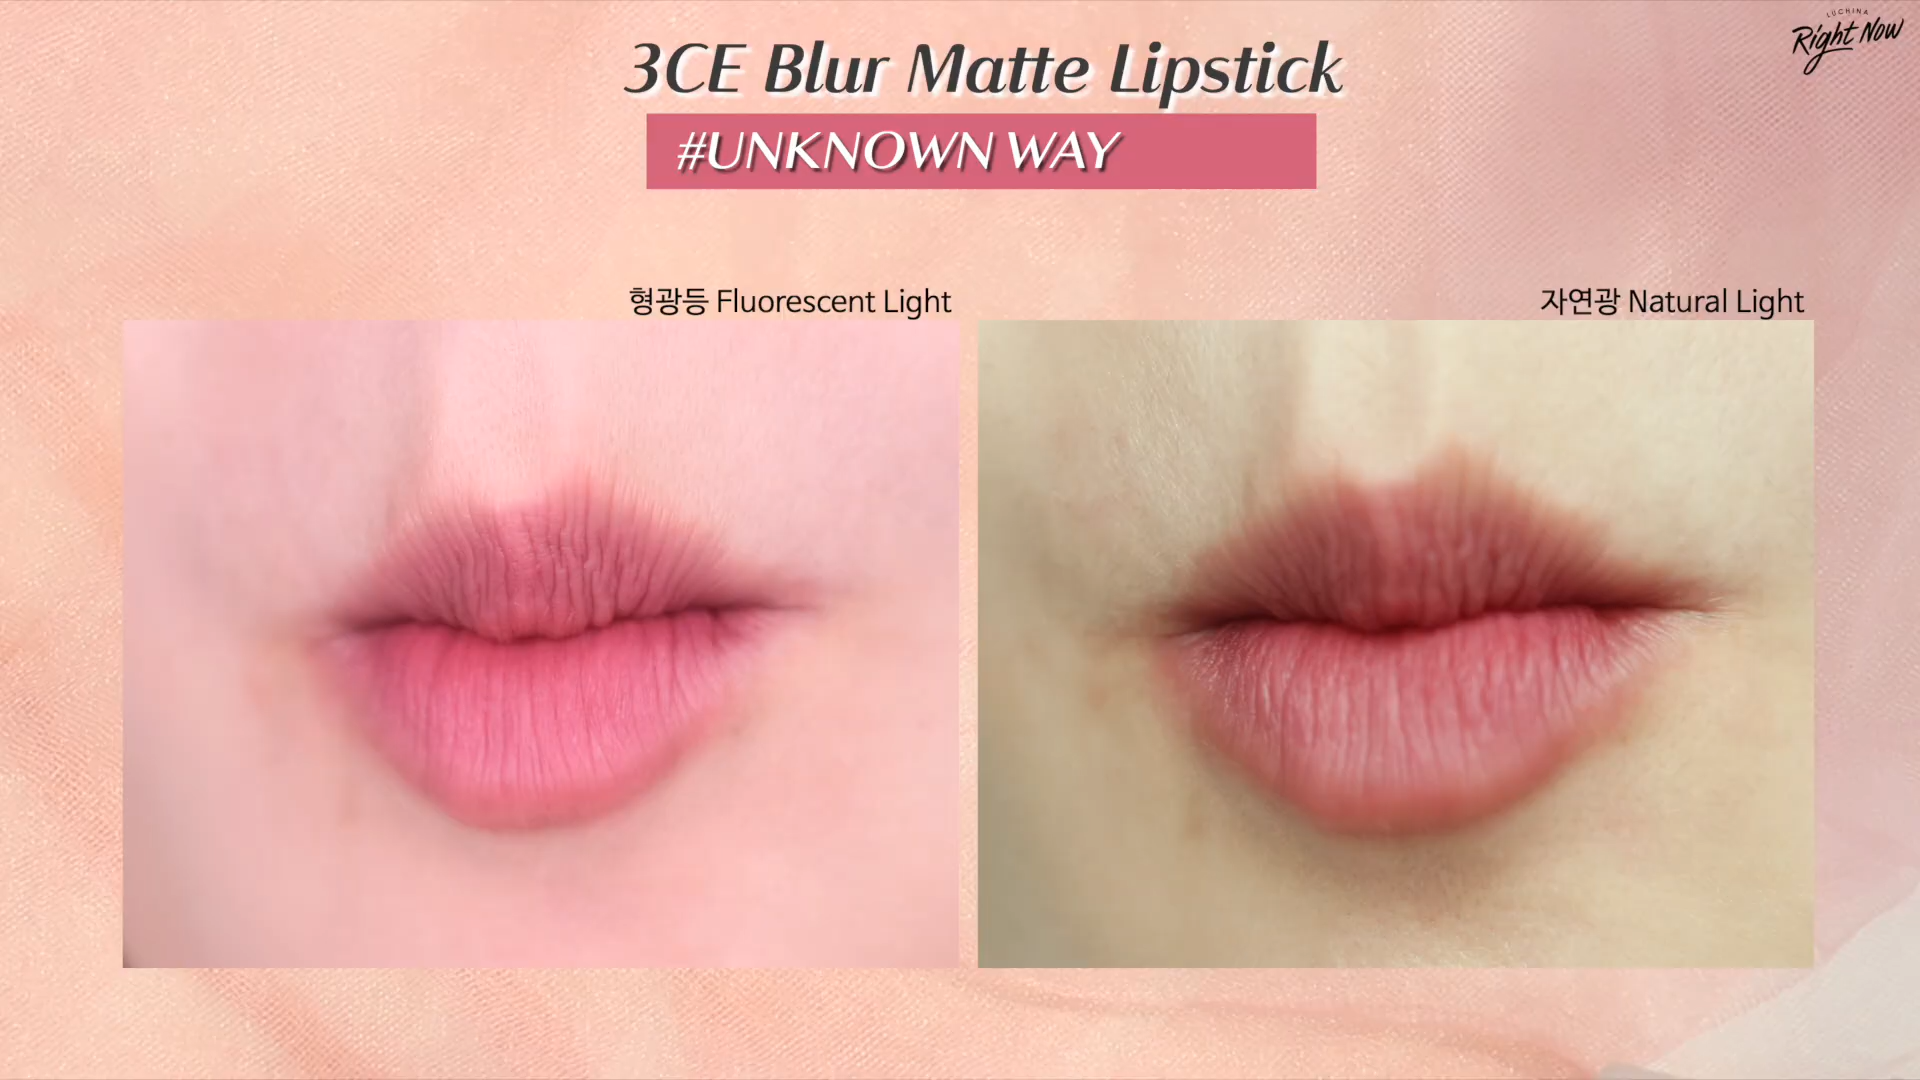 LUCHINA
Right Now
3CE Blur Matte Lipstick
#UNKNOWN WAY
형광등 Fluorescent Light
자연광 Natural Light